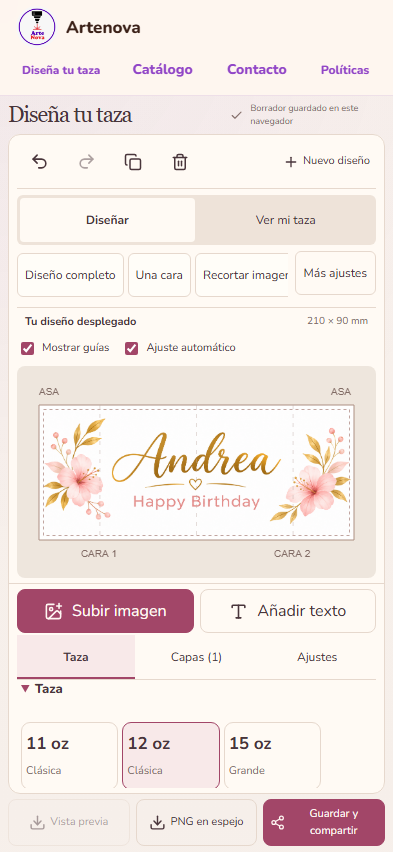 Arte
Nova
Artenova
Diseña tu taza
Catálogo
Contacto
Políticas
Diseña tu taza
Borrador guardado en este
navegador
Nuevo diseño
Diseñar
Ver mi taza
Diseño completo
Una cara
Recortar imagen
Más ajustes
Tu diseño desplegado
210 × 90 mm
Mostrar guías
Ajuste automático
ASA
ASA
Andrea
Happy Birthday
CARA 1
CARA 2
Subir imagen
Añadir texto
Taza
Capas (1)
Ajustes
Taza
11 oz
12 oz
15 oz
Clásica
Clásica
Grande
Vista previa
PNG en espejo
Guardar y
compartir